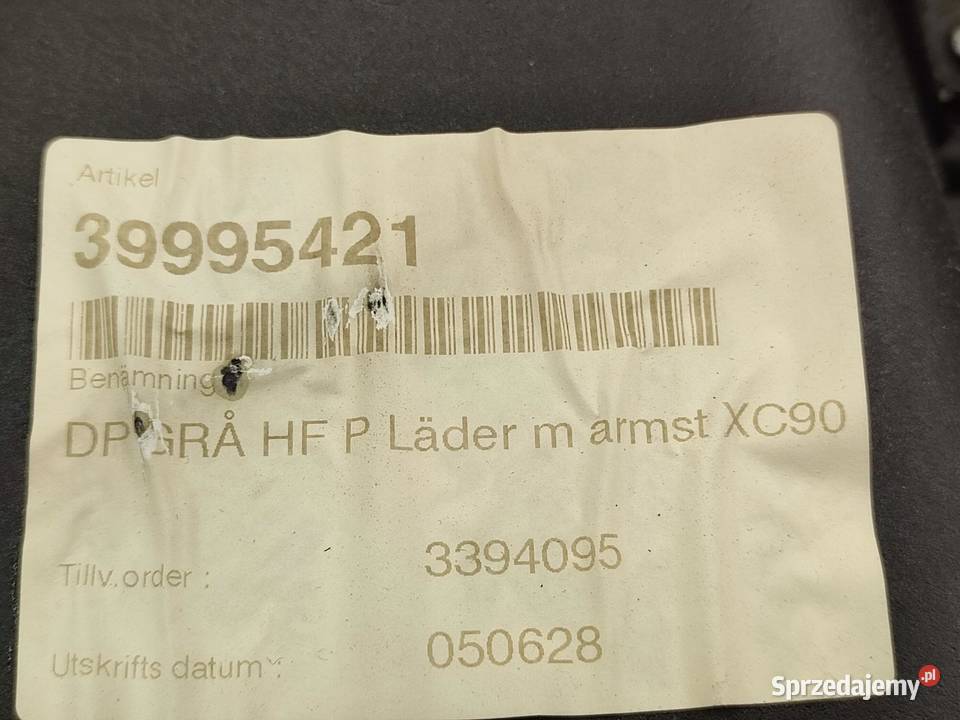 Artikel
39995421
Benämning
DP GRÅ HF P Läder m armst XC90
Tillv.order : 3394095
Utskrifts datum : 050628
Sprzedajemy.pl